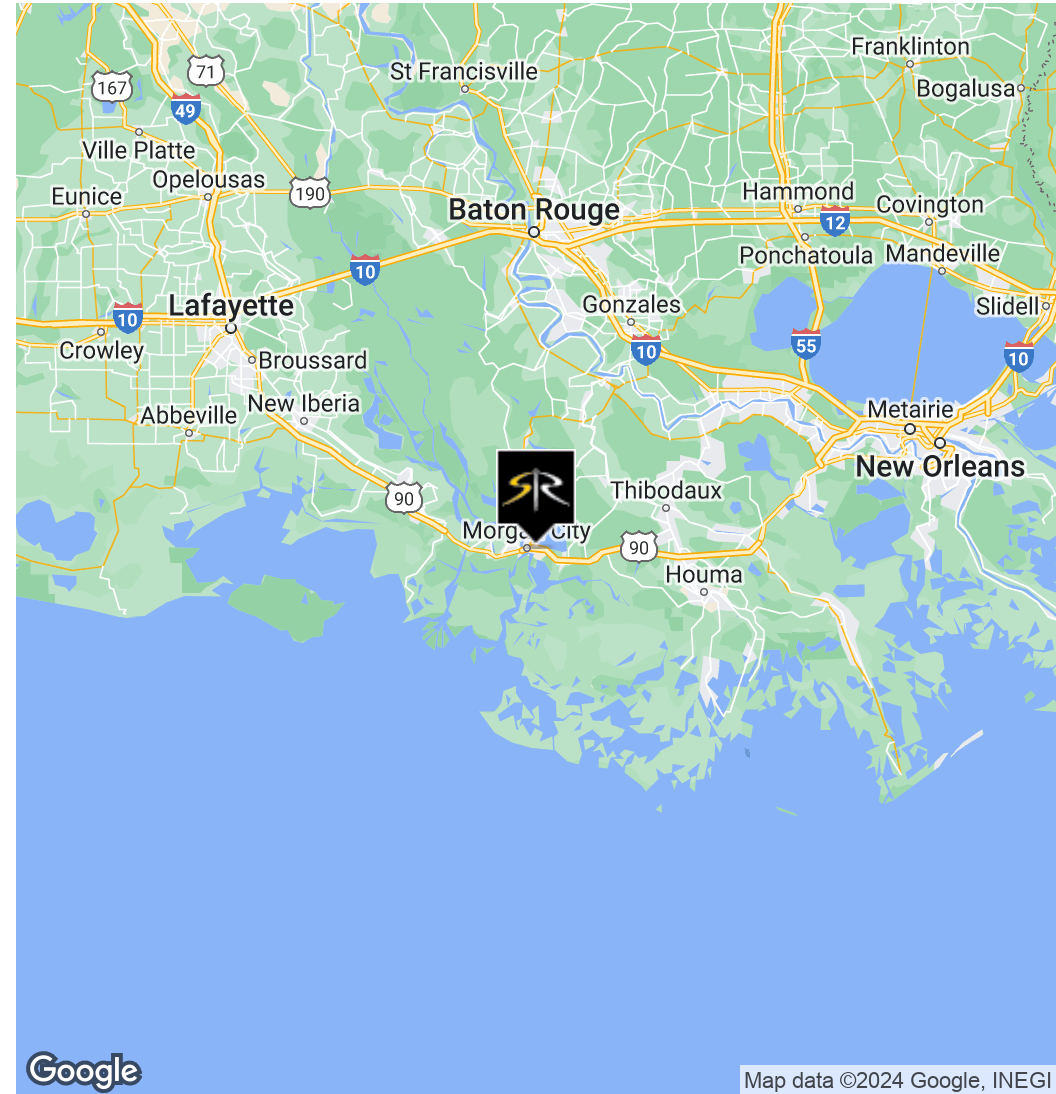 Franklinton
St Francisville
71
167
Bogalusa
49
Ville Platte
Opelousas
190
Eunice
Hammond
Covington
Baton Rouge
12
Ponchatoula
Mandeville
10
Lafayette
Gonzales
Slidell
10
Crowley
10
55
10
Broussard
Abbeville
New Iberia
Metairie
New Orleans
SR
90
Thibodaux
Morgan City
90
Houma
Google
Map data ©2024 Google, INEGI